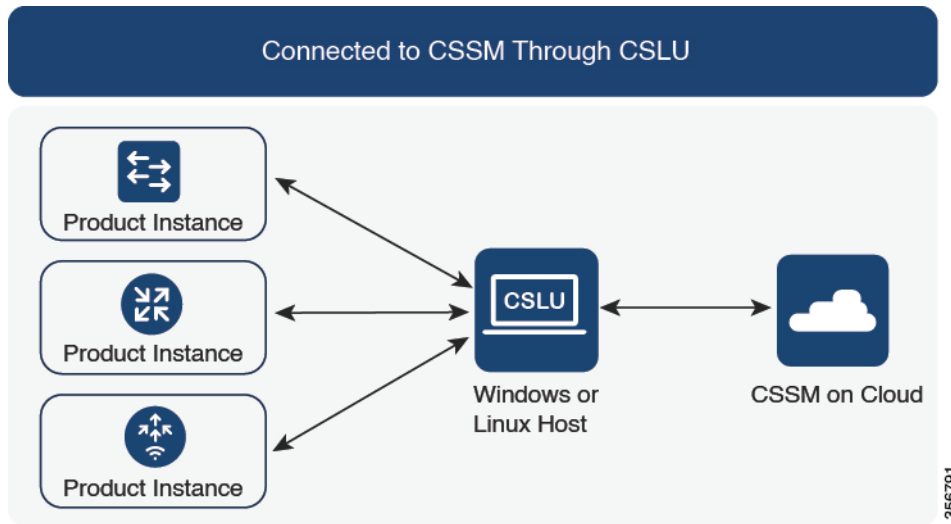 Connected to CSSM Through CSLU
Product Instance
Product Instance
Product Instance
CSLU
Windows or
Linux Host
CSSM on Cloud
356791